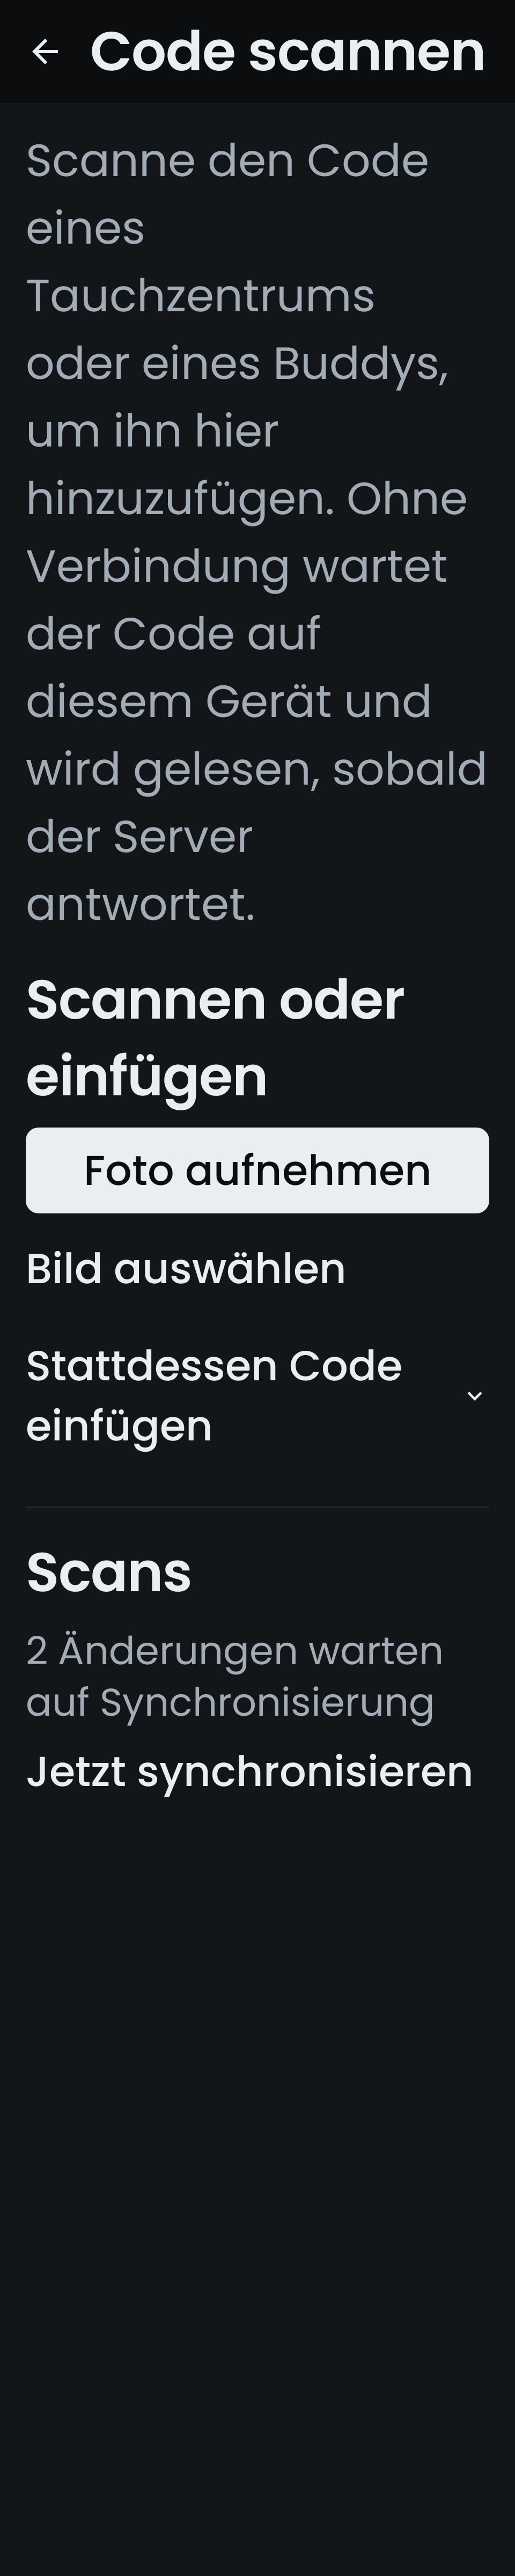 Code scannen
Scanne den Code
eines
Tauchzentrums
oder eines Buddys,
um ihn hier
hinzuzufügen. Ohne
Verbindung wartet
der Code auf
diesem Gerät und
wird gelesen, sobald
der Server
antwortet.
Scannen oder
einfügen
Foto aufnehmen
Bild auswählen
Stattdessen Code
einfügen
Scans
2 Änderungen warten
auf Synchronisierung
Jetzt synchronisieren